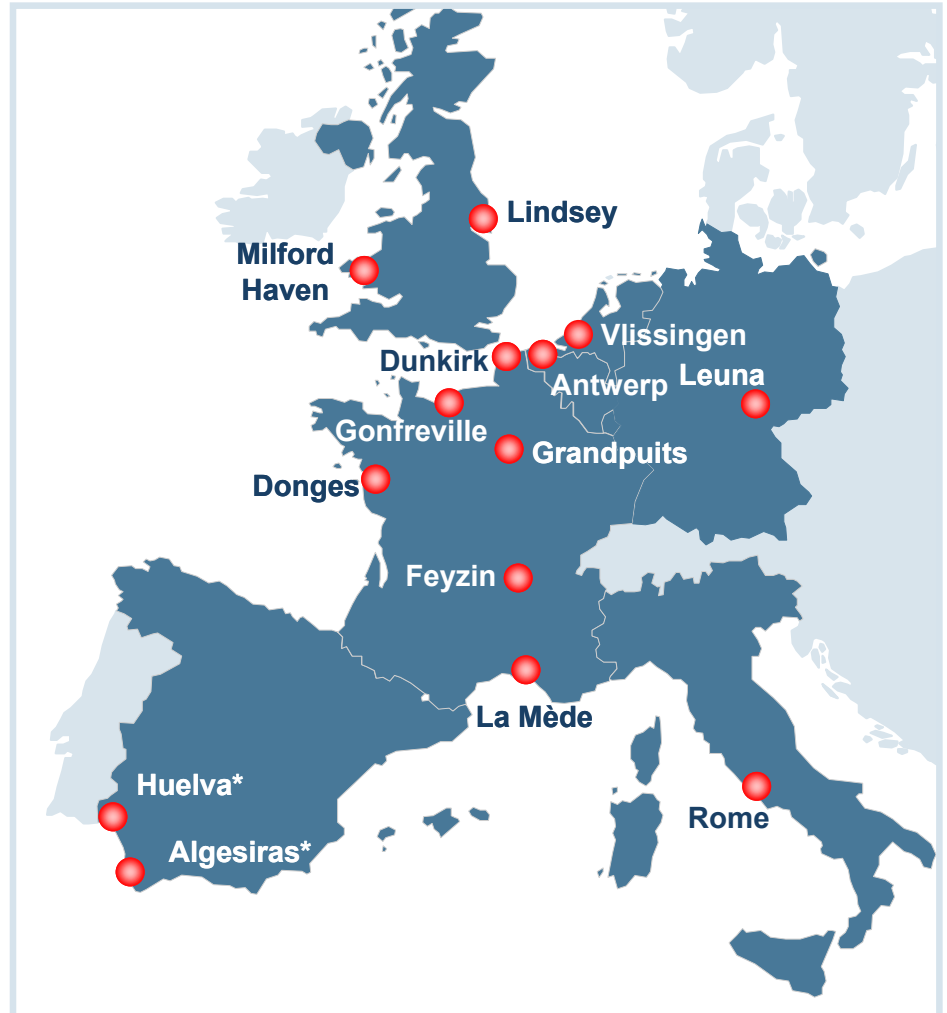 Lindsey
Milford
Haven
Vlissingen
Dunkirk
Leuna
Antwerp
Gonfreville
Grandpuits
Donges
Feyzin
La Mède
Huelva*
Rome
Algesiras*